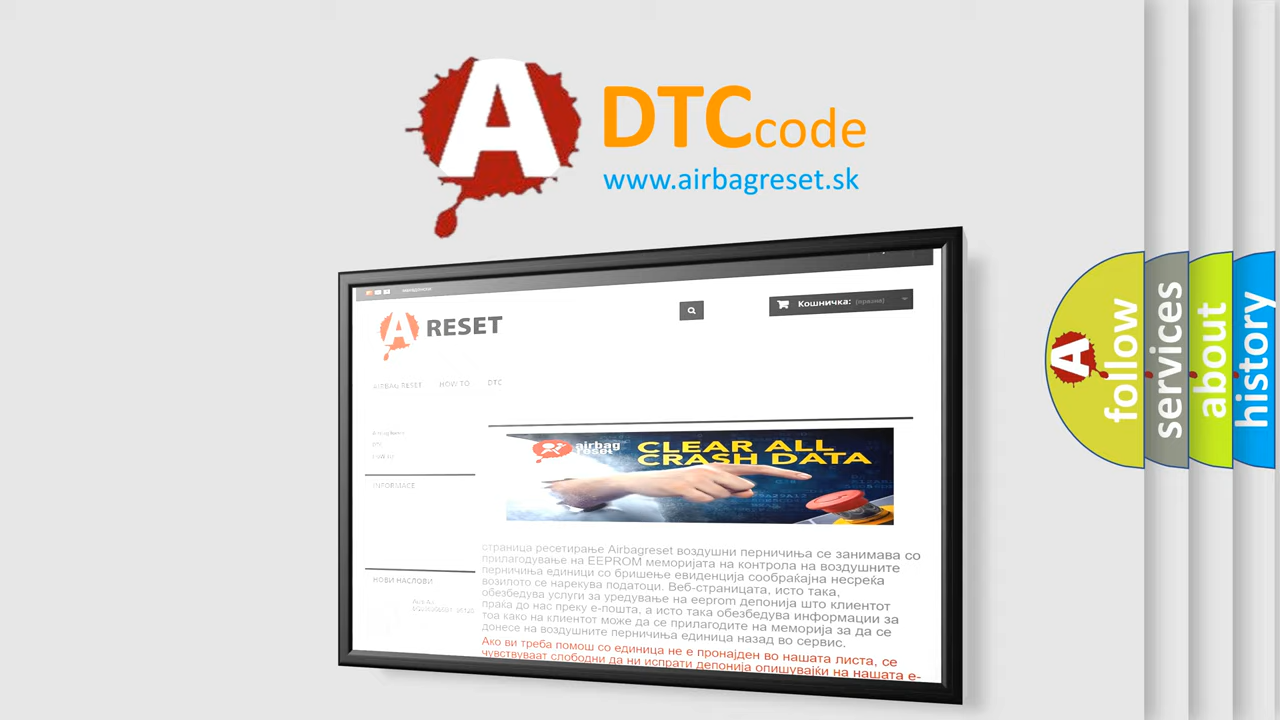 A
DTCcode
www.airbagreset.sk
A RESET
Кошничка: (празни)
AIRBAG RESET HOW TO DTC
DTC
INFORMACE
НОВИ НАСЛОВИ
airbag
reset
CLEAR ALL
CRASH DATA
страница ресетирање Airbagreset воздушни перничиња се занимава со
прилагодување на EEPROM меморијата на контрола на воздушните
перничиња единици со бришење евиденција сообраќајна несреќа
возилото се нарекува податоци. Веб-страницата, исто така,
обезбедува услуги за уредување на eeprom депонија што клиентот
праќа до нас преку е-пошта, а исто така обезбедува информации за
тоа како на клиентот може да се прилагодите на меморија за да се
донесе на воздушните перничиња единица назад во сервис.
Ако ви треба помош со единица не е пронајден во нашата листа, се
чувствуваат слободни да ни испрати депонија опишувајќи на нашата е-
A
follow
services
about
history